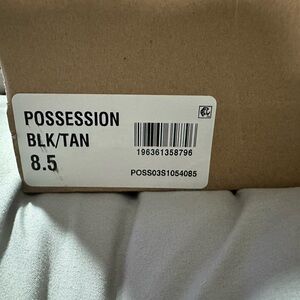 POSSESSION
BLK/TAN
8.5
196361358796
POSS03S1054085